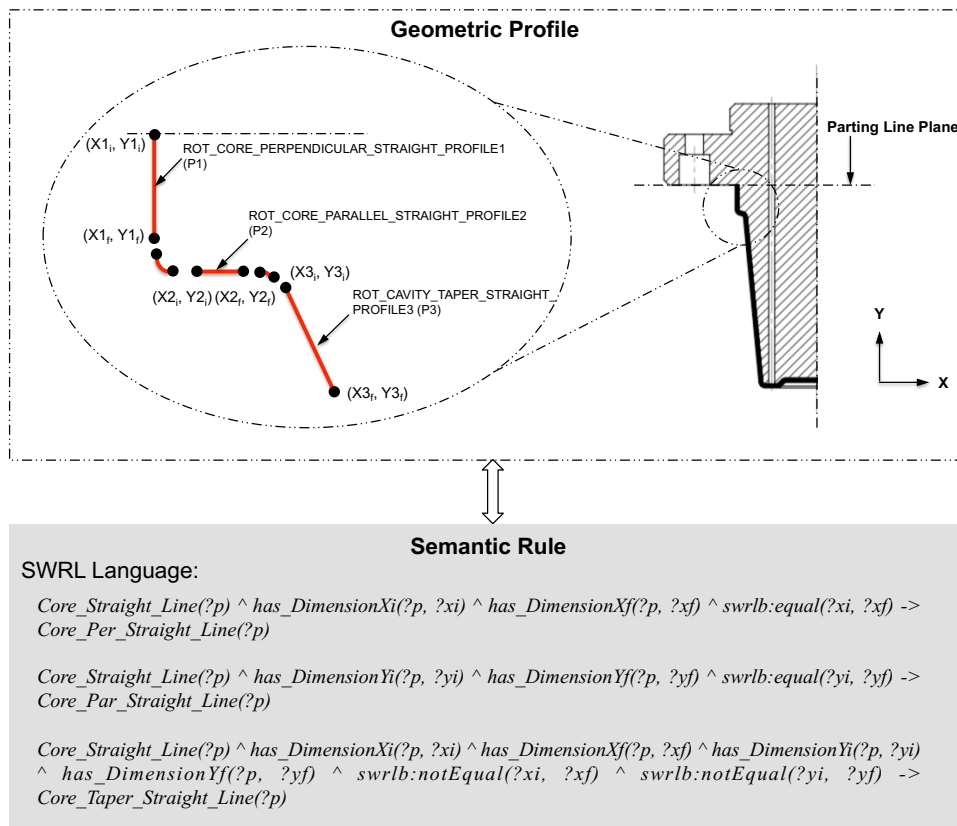 Geometric Profile
Parting Line Plane
(X1i, Y1i)
ROT_CORE_PERPENDICULAR_STRAIGHT_PROFILE1
(P1)
ROT_CORE_PARALLEL_STRAIGHT_PROFILE2
(P2)
(X1f, Y1f)
(X3i, Y3i)
(X2i, Y2i) (X2f, Y2f)
ROT_CAVITY_TAPER_STRAIGHT_
PROFILE3 (P3)
(X3f, Y3f)
Y
X
Semantic Rule
SWRL Language:
Core_Straight_Line(?p) ^ has_DimensionXi(?p, ?xi) ^ has_DimensionXf(?p, ?xf) ^ swrlb:equal(?xi, ?xf) ->
Core_Per_Straight_Line(?p)
Core_Straight_Line(?p) ^ has_DimensionYi(?p, ?yi) ^ has_DimensionYf(?p, ?yf) ^ swrlb:equal(?yi, ?yf) ->
Core_Par_Straight_Line(?p)
Core_Straight_Line(?p) ^ has_DimensionXi(?p, ?xi) ^ has_DimensionXf(?p, ?xf) ^ has_DimensionYi(?p, ?yi)
^ has_DimensionYf(?p, ?yf) ^ swrlb:notEqual(?xi, ?xf) ^ swrlb:notEqual(?yi, ?yf) ->
Core_Taper_Straight_Line(?p)